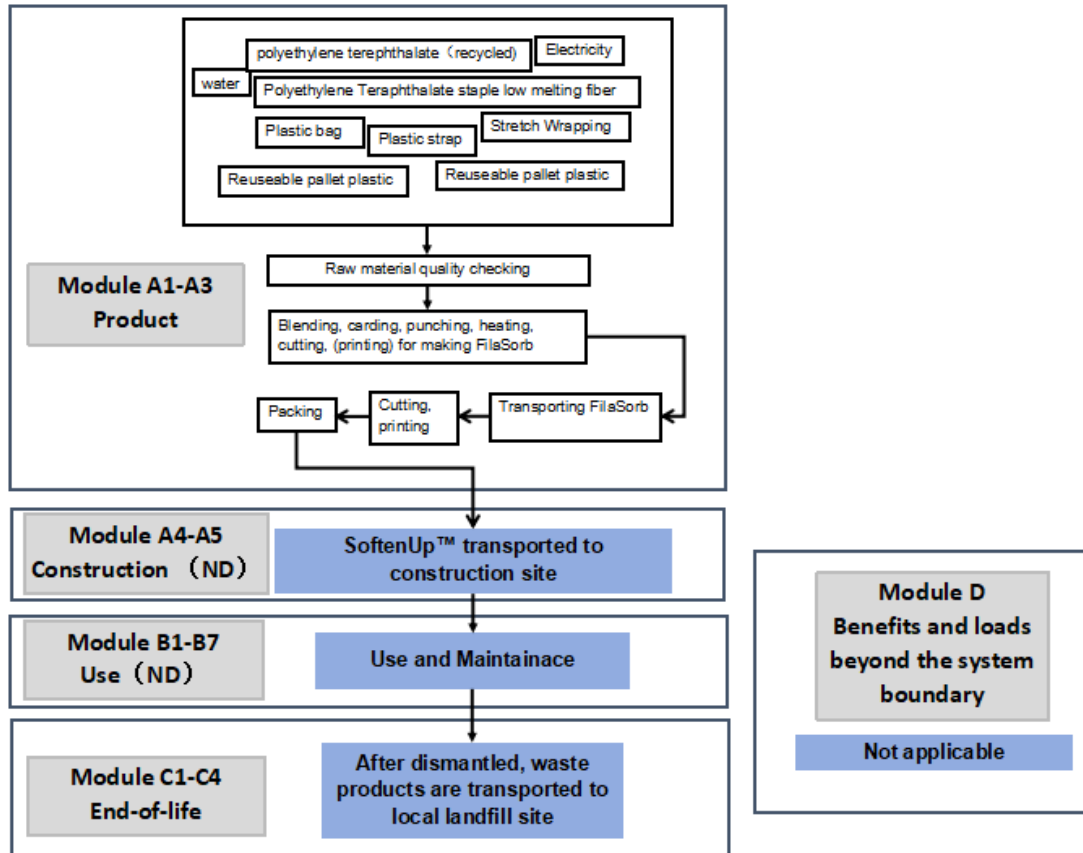 polyethylene terephthalate（recycled)
Electricity
water
Polyethylene Teraphthalate staple low melting fiber
Plastic bag
Plastic strap
Stretch Wrapping
Reuseable pallet plastic
Reuseable pallet plastic
Raw material quality checking
Module A1-A3
Product
Blending, carding, punching, heating,
cutting, (printing) for making FilaSorb
Packing
Cutting,
printing
Transporting FilaSorb
Module A4-A5
Construction （ND）
SoftenUp™ transported to
construction site
Module B1-B7
Use（ND）
Use and Maintainace
Module C1-C4
End-of-life
After dismantled, waste
products are transported to
local landfill site
Module D
Benefits and loads
beyond the system
boundary
Not applicable